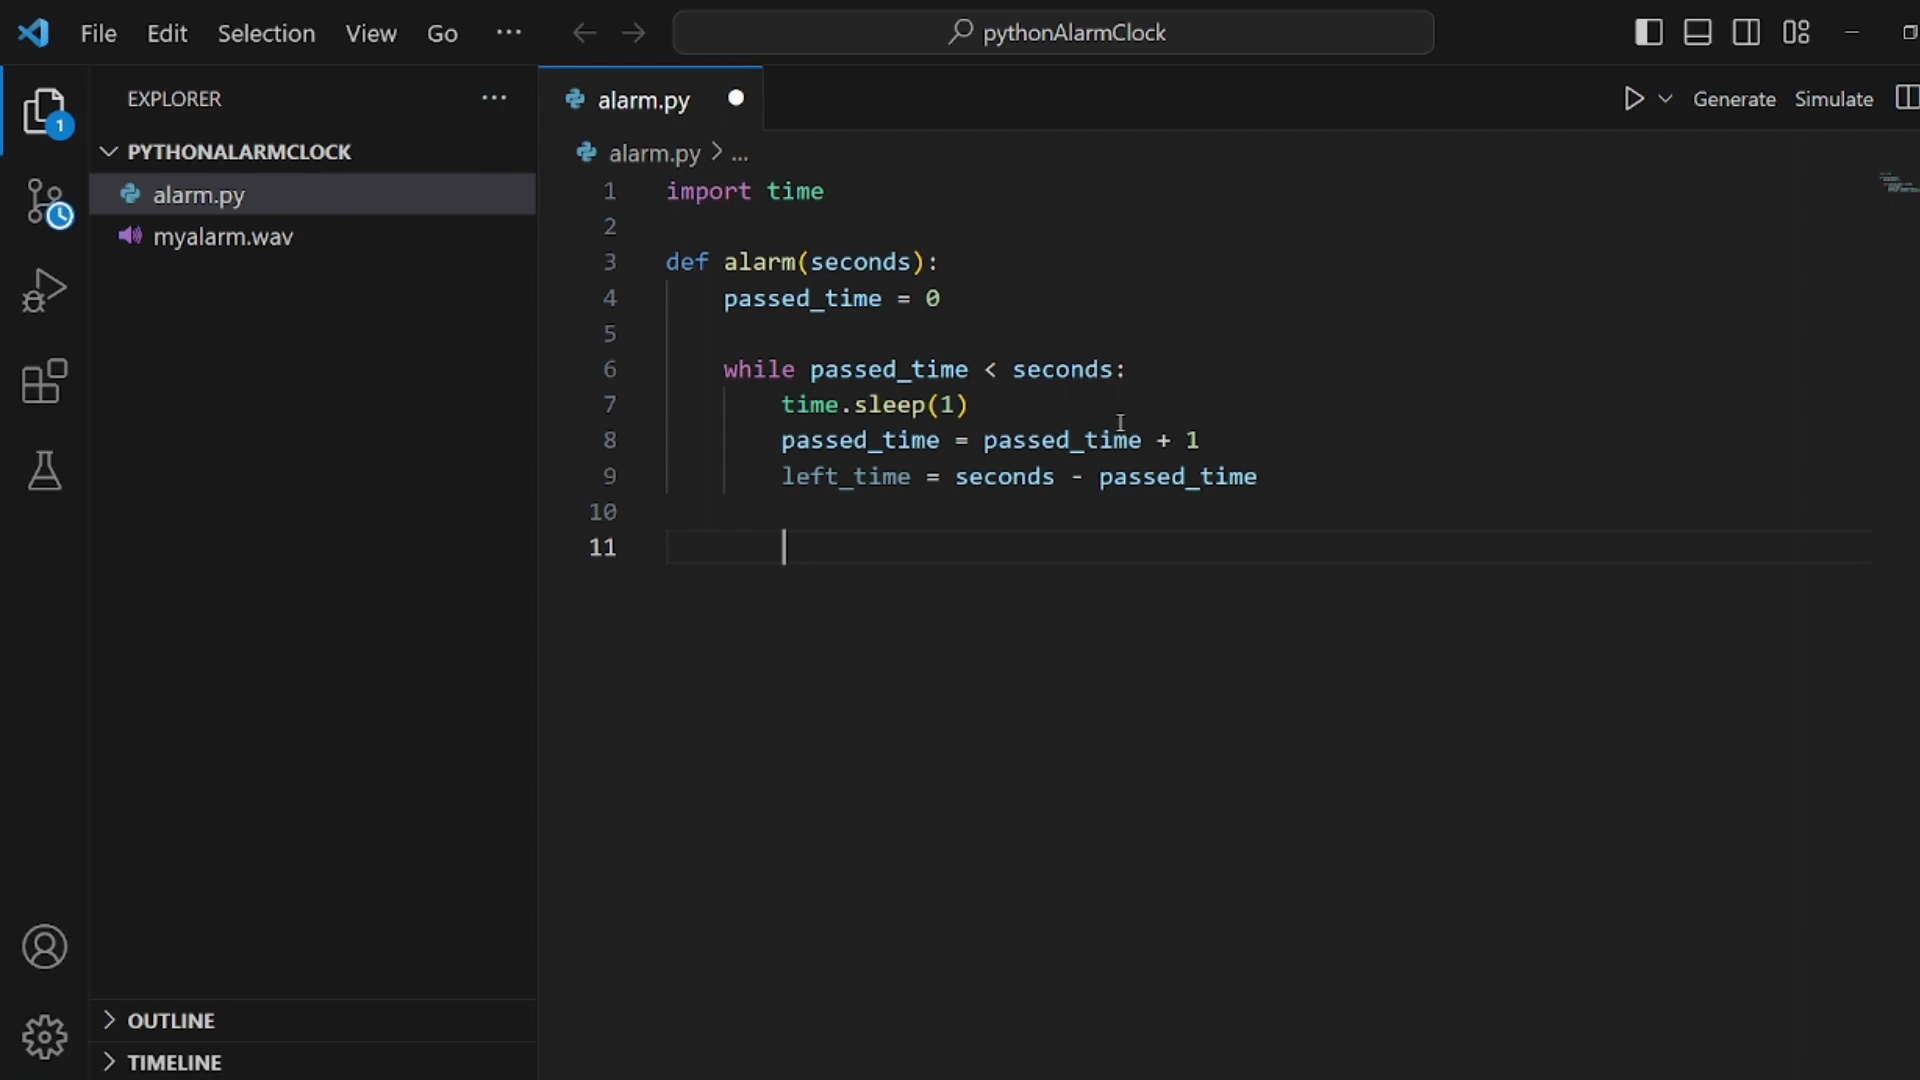 File Edit Selection View Go ... pythonAlarmClock
EXPLORER ...
1
PYTHONALARMCLOCK
alarm.py
myalarm.wav
OUTLINE
TIMELINE
alarm.py
Generate Simulate
alarm.py > ...
1 import time
2
3 def alarm(seconds):
4 passed_time = 0
5
6 while passed_time < seconds:
7 time.sleep(1)
8 passed_time = passed_time + 1
9 left_time = seconds - passed_time
10
11